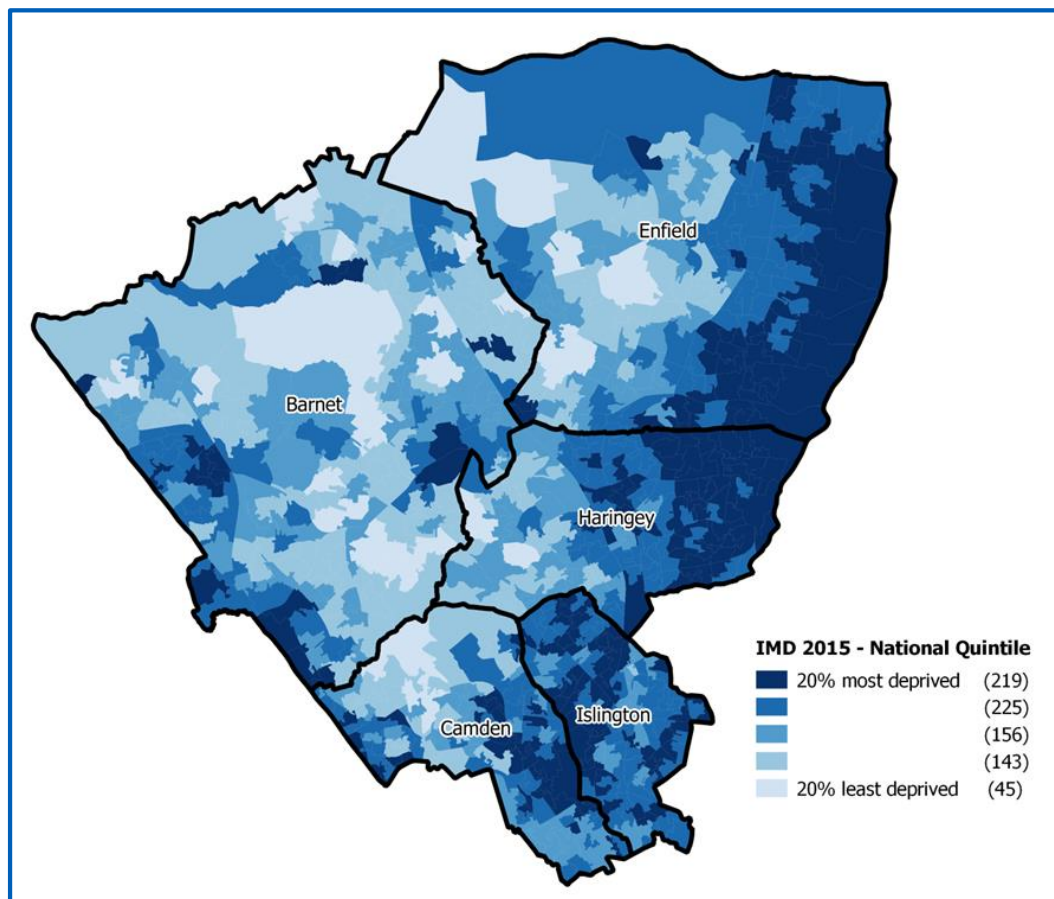 Enfield
Barnet
Haringey
IMD 2015 - National Quintile
20% most deprived (219)
(225)
Islington
Camden
(156)
(143)
20% least deprived (45)